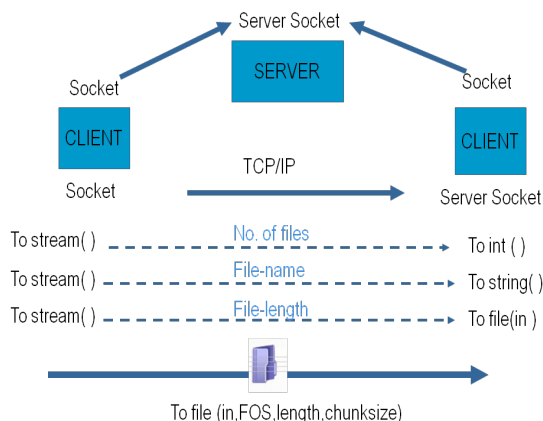 Server Socket
SERVER
Socket
Socket
CLIENT
CLIENT
TCP/IP
Socket
Server Socket
To stream( )
No. of files
To int ( )
To stream( )
File-name
To string( )
To stream( )
File-length
To file(in )
To file (in,FOS,length,chunksize)